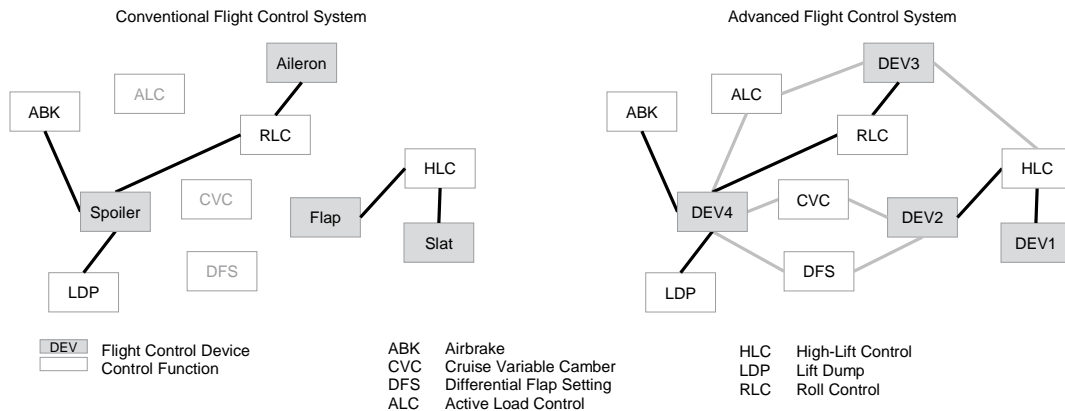 Conventional Flight Control System
Aileron
ALC
ABK
RLC
HLC
CVC
Spoiler
Flap
Slat
DFS
LDP
Advanced Flight Control System
DEV3
ALC
ABK
RLC
HLC
CVC
DEV4
DEV2
DEV1
DFS
LDP
DEV Flight Control Device
Control Function
ABK Airbrake
CVC Cruise Variable Camber
DFS Differential Flap Setting
ALC Active Load Control
HLC High-Lift Control
LDP Lift Dump
RLC Roll Control